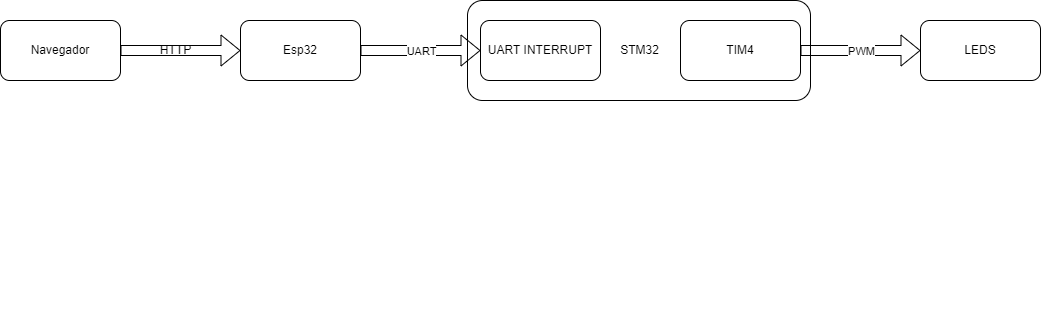 Navegador
HTTP
Esp32
UART
UART INTERRUPT
STM32
TIM4
PWM
LEDS